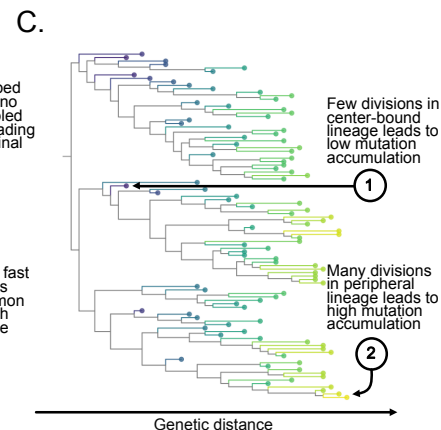 C.
Few divisions in
center-bound
lineage leads to
low mutation
accumulation
1
Many divisions
in peripheral
lineage leads to
high mutation
accumulation
2
Genetic distance
fast